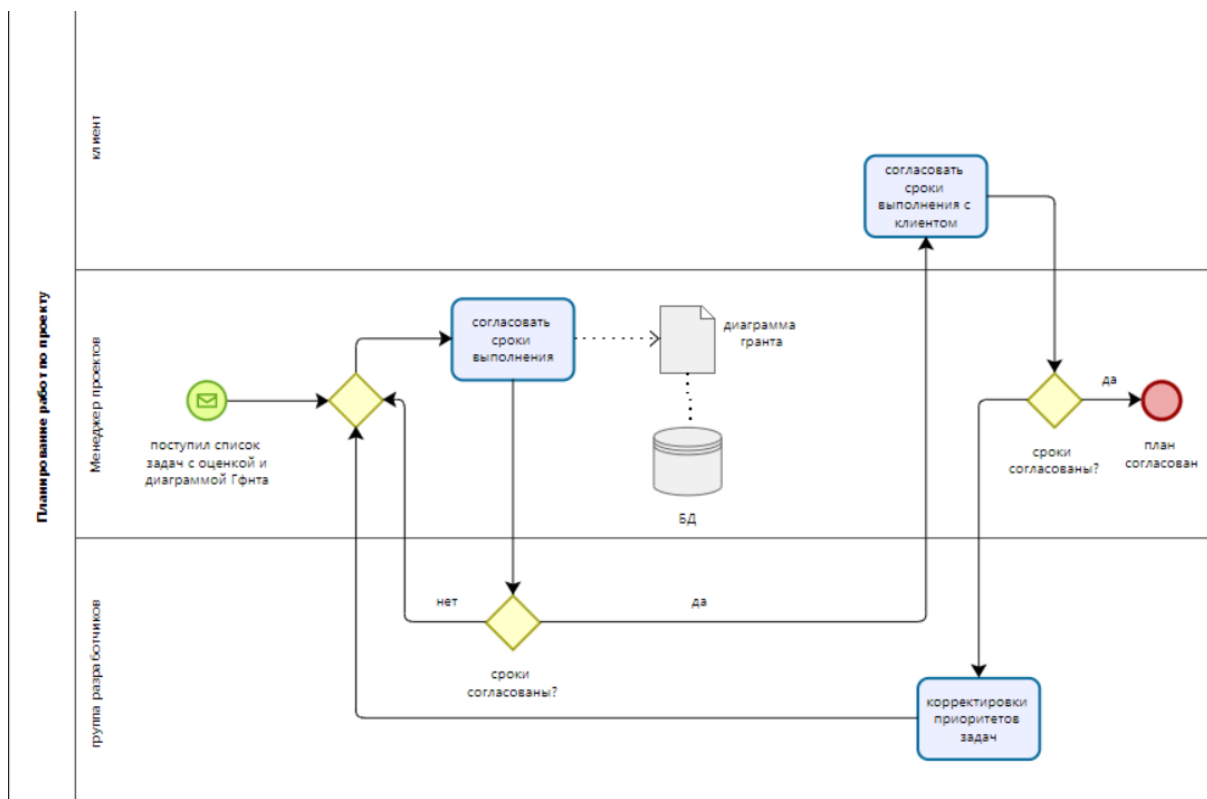 Планирование работ по проекту
клиент
согласовать
сроки
выполнения с
клиентом
Менеджер проектов
поступил список
задач с оценкой и
диаграммой Гфнта
согласовать
сроки
выполнения
диаграмма
гранта
БД
сроки
согласованы?
да
план
согласован
группа разработчиков
нет
да
сроки
согласованы?
корректировки
приоритетов
задач